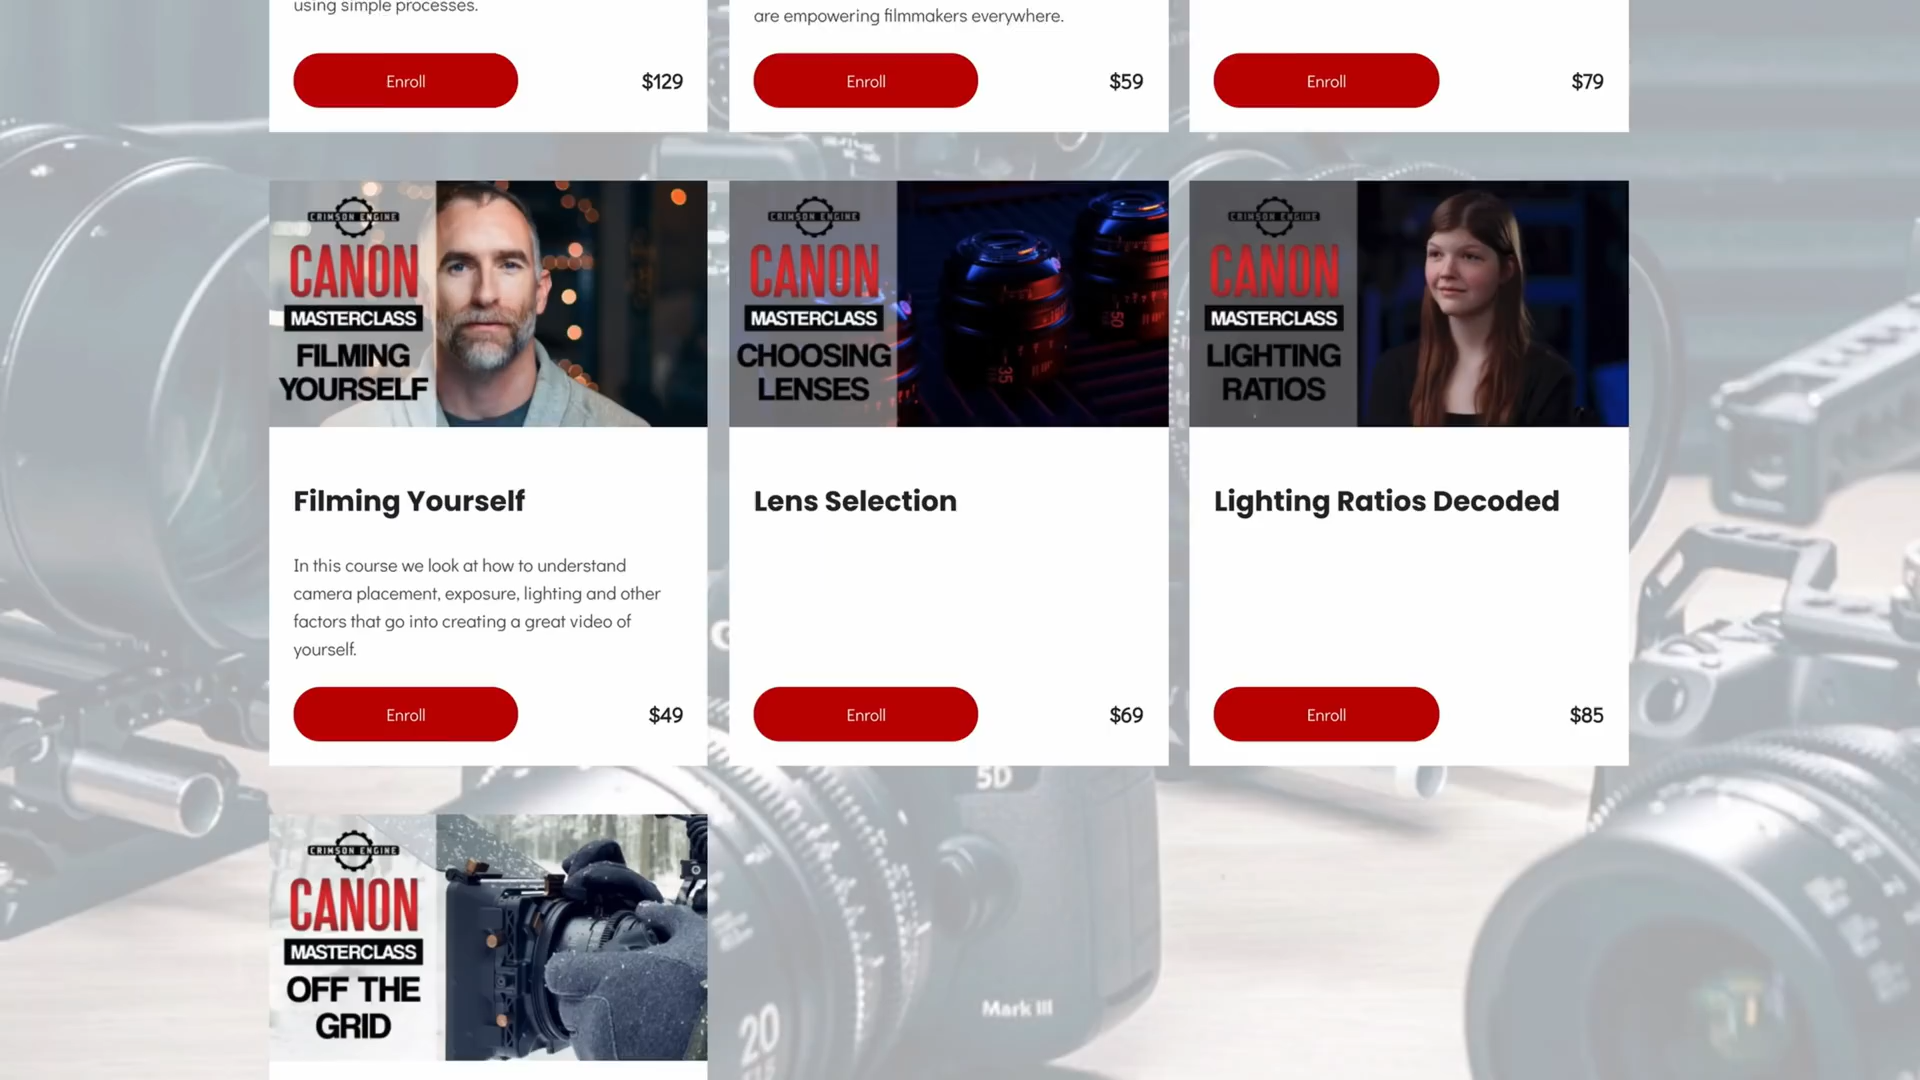 using simple processes.
are empowering filmmakers everywhere.
Enroll
$129
Enroll
$59
Enroll
$79
CRIMSON ENGINE
CANON
MASTERCLASS
FILMING
YOURSELF
CRIMSON ENGINE
CANON
MASTERCLASS
CHOOSING
LENSES
35
50
CRIMSON ENGINE
CANON
MASTERCLASS
LIGHTING
RATIOS
Filming Yourself
In this course we look at how to understand
camera placement, exposure, lighting and other
factors that go into creating a great video of
yourself.
Enroll
$49
Lens Selection
Enroll
$69
Lighting Ratios Decoded
Enroll
$85
5D
Mark III
20
CRIMSON ENGINE
CANON
MASTERCLASS
OFF THE
GRID